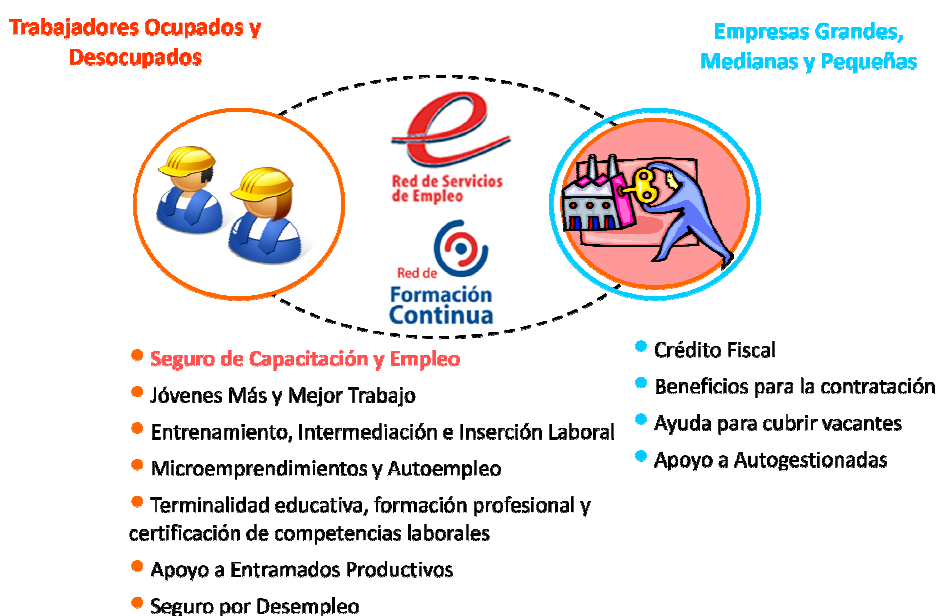 Trabajadores Ocupados y
Desocupados
Empresas Grandes,
Medianas y Pequeñas
e
Red de Servicios
de Empleo
Red de
Formación
Continua
• Seguro de Capacitación y Empleo
• Jóvenes Más y Mejor Trabajo
• Entrenamiento, Intermediación e Inserción Laboral
• Microemprendimientos y Autoempleo
• Terminalidad educativa, formación profesional y
certificación de competencias laborales
• Apoyo a Entramados Productivos
• Seguro por Desempleo
• Crédito Fiscal
• Beneficios para la contratación
• Ayuda para cubrir vacantes
• Apoyo a Autogestionadas